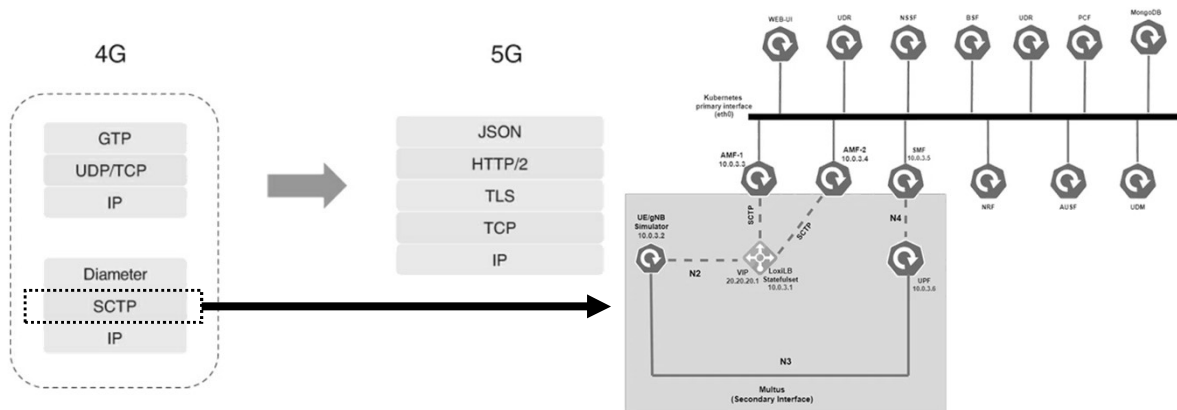 4G
GTP
UDP/TCP
IP
Diameter
SCTP
IP
5G
JSON
HTTP/2
TLS
TCP
IP
WEB-UI
UDR
NSSF
BSF
UDR
PCF
MongoDB
Kubernetes
primary interface
(eth0)
AMF-1
10.0.3.3
AMF-2
10.0.3.4
SMF
10.0.3.5
NRF
AUSF
UDM
SCTP
SCTP
N4
UE/gNB
Simulator
10.0.3.2
N2
VIP
20.20.20.1
LoxiLB
Statefulset
10.0.3.1
UPF
10.0.3.6
N3
Multus
(Secondary Interface)